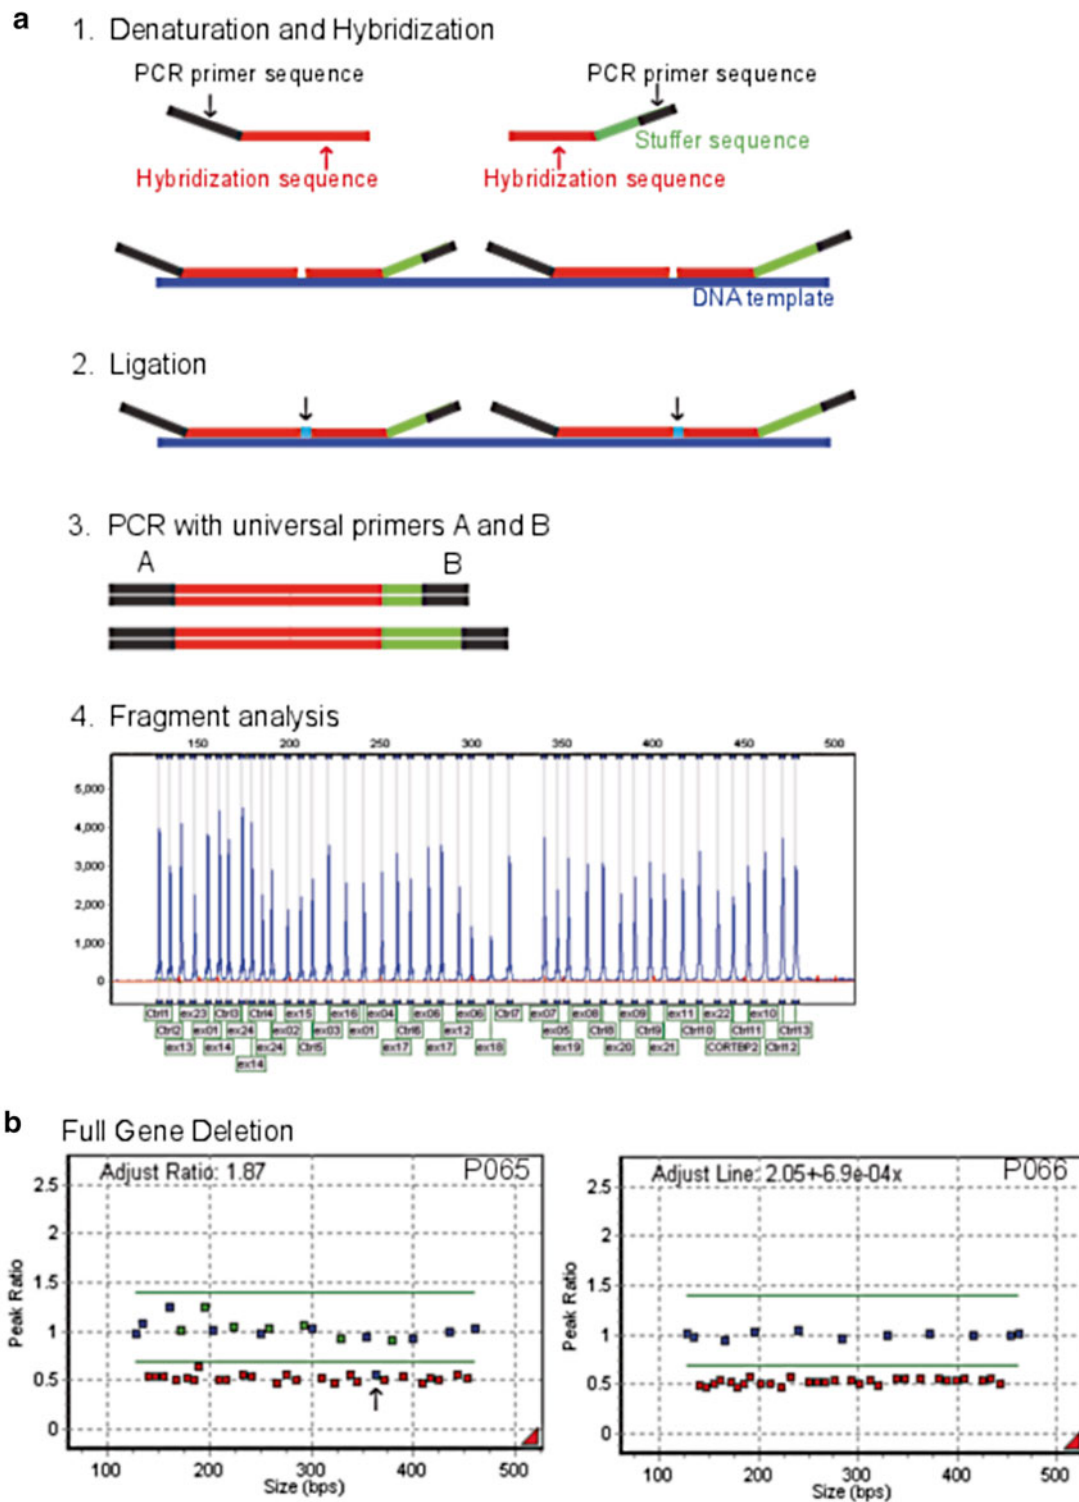 a
1. Denaturation and Hybridization
PCR primer sequence
PCR primer sequence
Stuffer sequence
Hybridization sequence
Hybridization sequence
DNA template
2. Ligation
3. PCR with universal primers A and B
A
B
4. Fragment analysis
150 200 250 300 350 400 450 500
5,000
4,000
3,000
2,000
1,000
0
Ctrl1 ex23 Ctrl3 Ctrl4 ex15 ex16 ex04 ex06 ex06 Ctrl7 ex07 ex08 ex09 ex11 ex22 ex10
Ctrl2 ex01 ex24 ex02 ex03 ex01 Ctrl6 ex12 ex05 Ctrl8 Ctrl9 Ctrl10 Ctrl11 Ctrl13
ex13 ex14 ex24 Ctrl5 ex17 ex17 ex18 ex19 ex20 ex21 CORTBP2 Ctrl12
ex14
b
Full Gene Deletion
Adjust Ratio: 1.87
P065
2.5
2
1.5
1
0.5
0
Peak Ratio
100 200 300 400 500
Size (bps)
Adjust Line: 2.05+-6.9e-04x
P066
2.5
2
1.5
1
0.5
0
Peak Ratio
100 200 300 400 500
Size (bps)